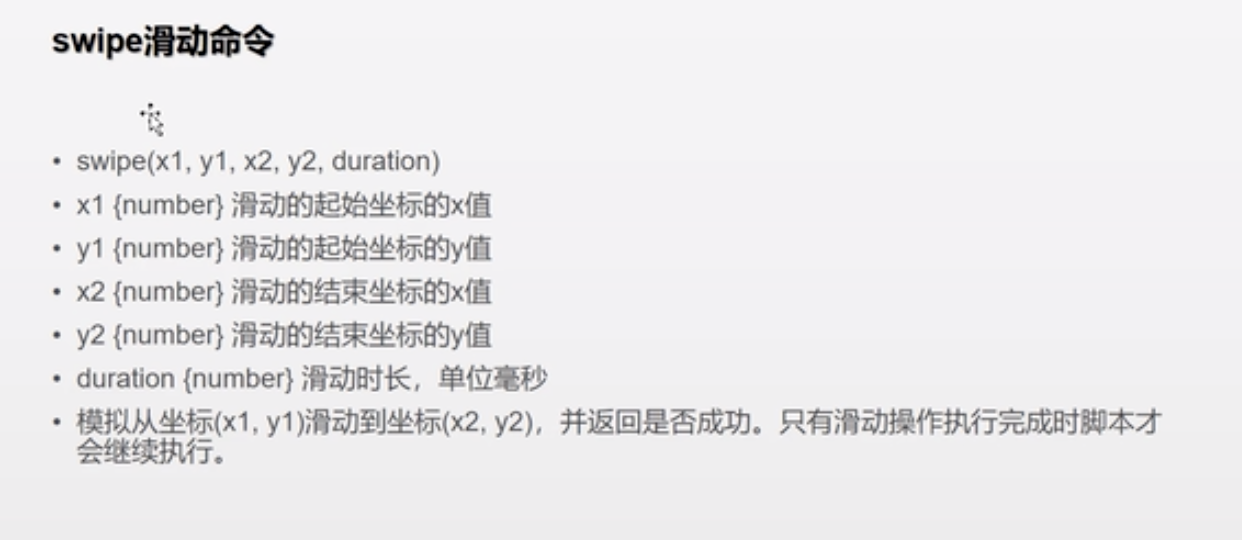 swipe滑动命令
• swipe(x1, y1, x2, y2, duration)
• x1 {number} 滑动的起始坐标的x值
• y1 {number} 滑动的起始坐标的y值
• x2 {number} 滑动的结束坐标的x值
• y2 {number} 滑动的结束坐标的y值
• duration {number} 滑动时长，单位毫秒
• 模拟从坐标(x1, y1)滑动到坐标(x2, y2)，并返回是否成功。只有滑动操作执行完成时脚本才
会继续执行。